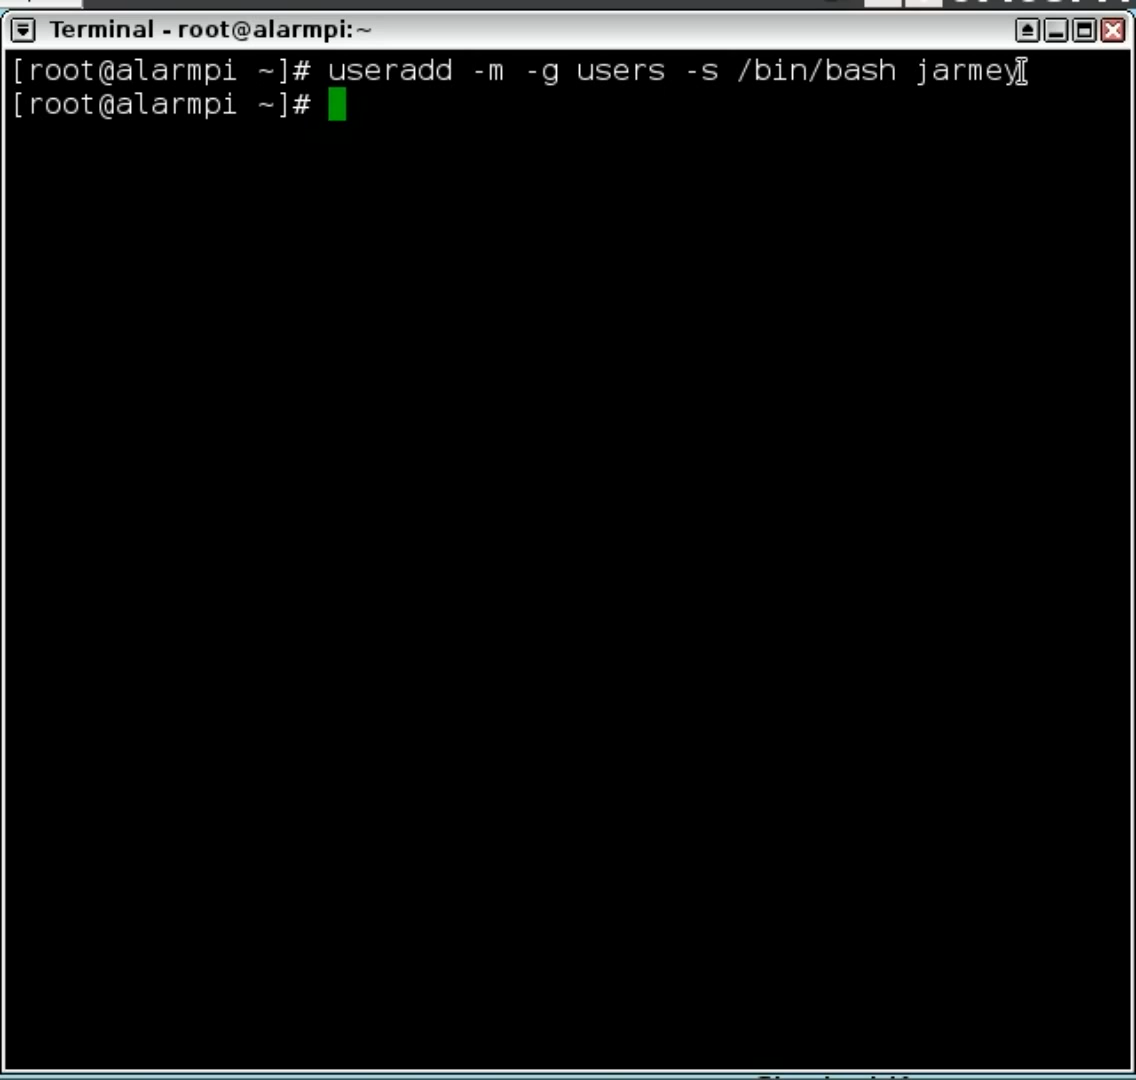 Terminal - root@alarmpi:~
[root@alarmpi ~]# useradd -m -g users -s /bin/bash jarmey
[root@alarmpi ~]#